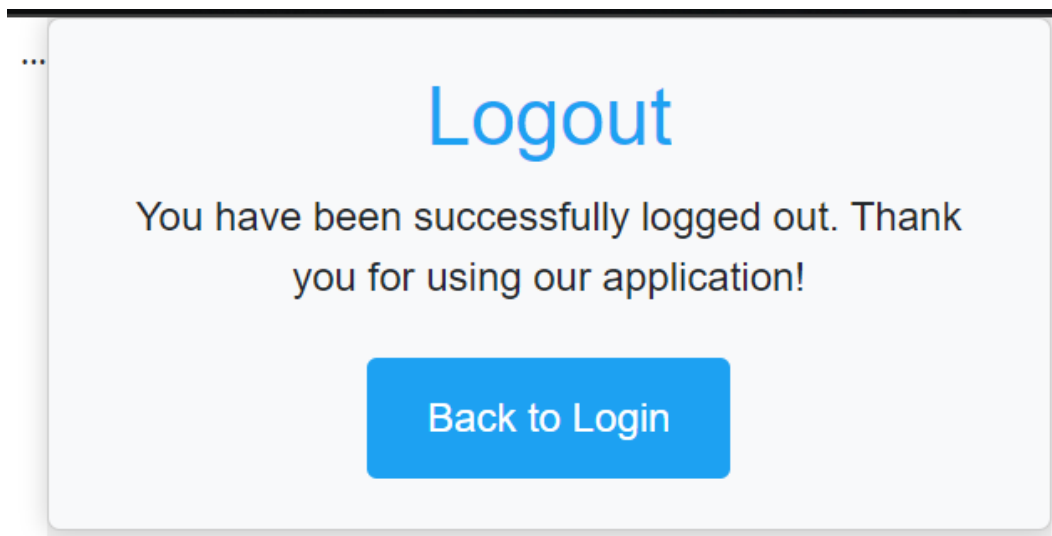 ...
Logout
You have been successfully logged out. Thank
you for using our application!
Back to Login